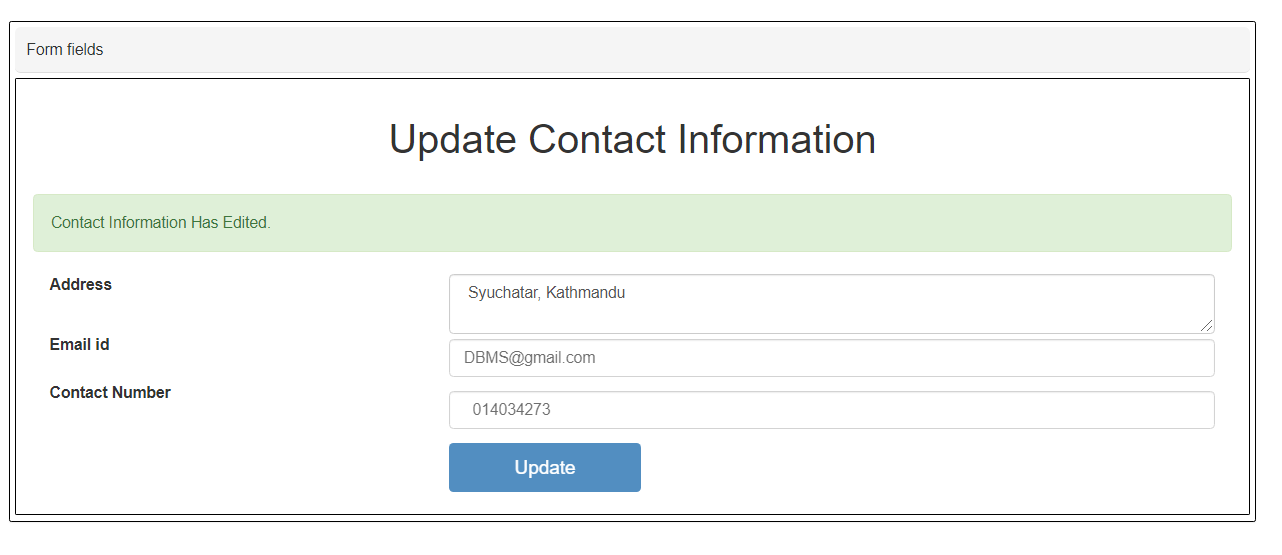 Form fields
Update Contact Information
Contact Information Has Edited.
Address
Syuchatar, Kathmandu
Email id
DBMS@gmail.com
Contact Number
014034273
Update